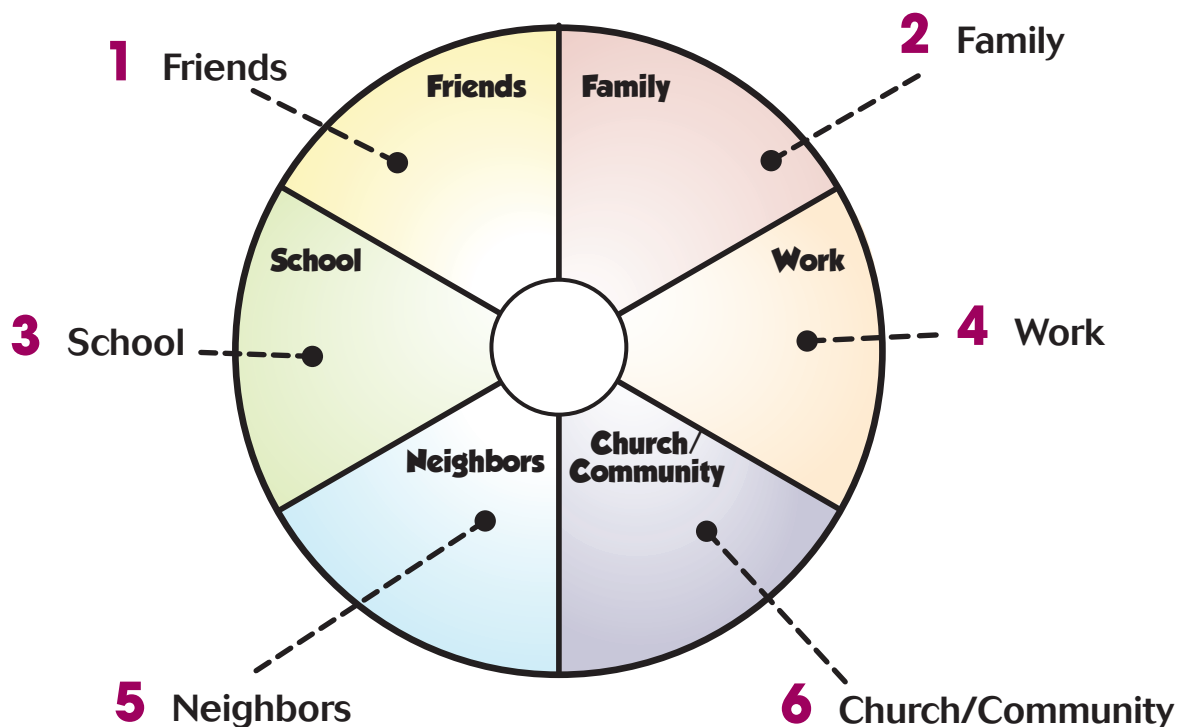 1 Friends
2 Family
Friends
Family
School
Work
3 School
4 Work
Neighbors
Church/
Community
5 Neighbors
6 Church/Community